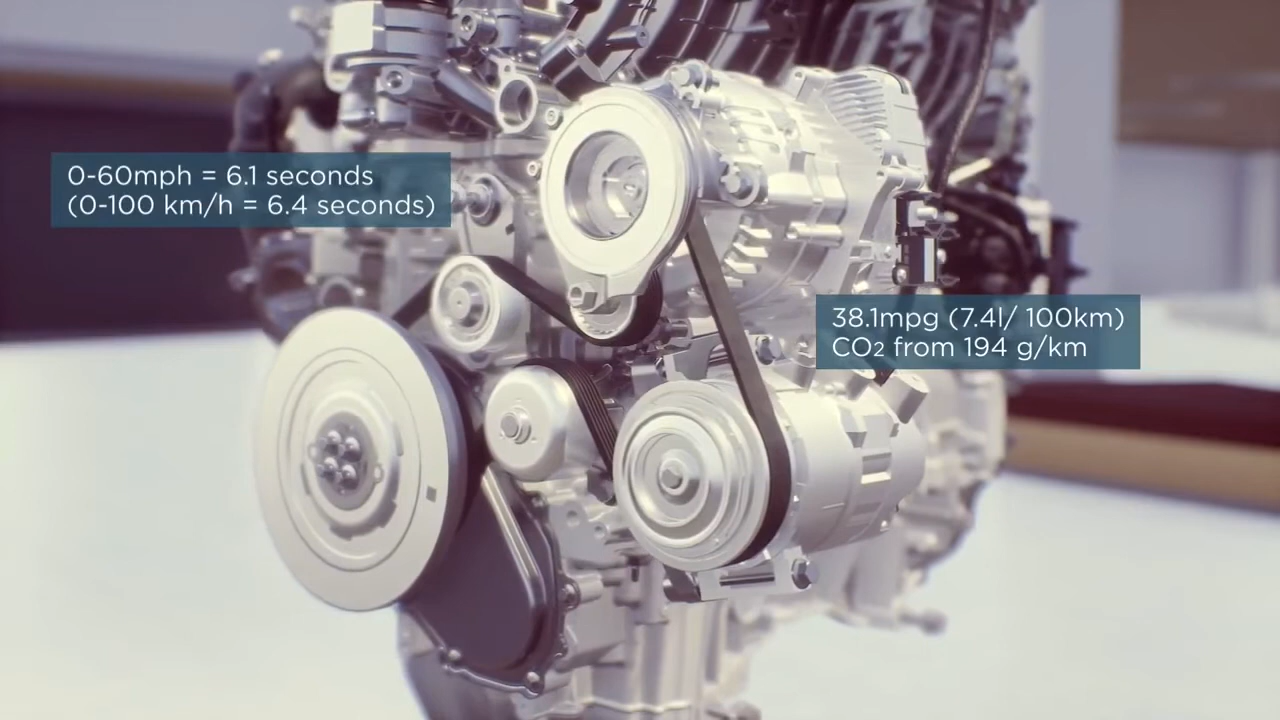 0-60mph = 6.1 seconds
(0-100 km/h = 6.4 seconds)
38.1mpg (7.4l/ 100km)
CO2 from 194 g/km